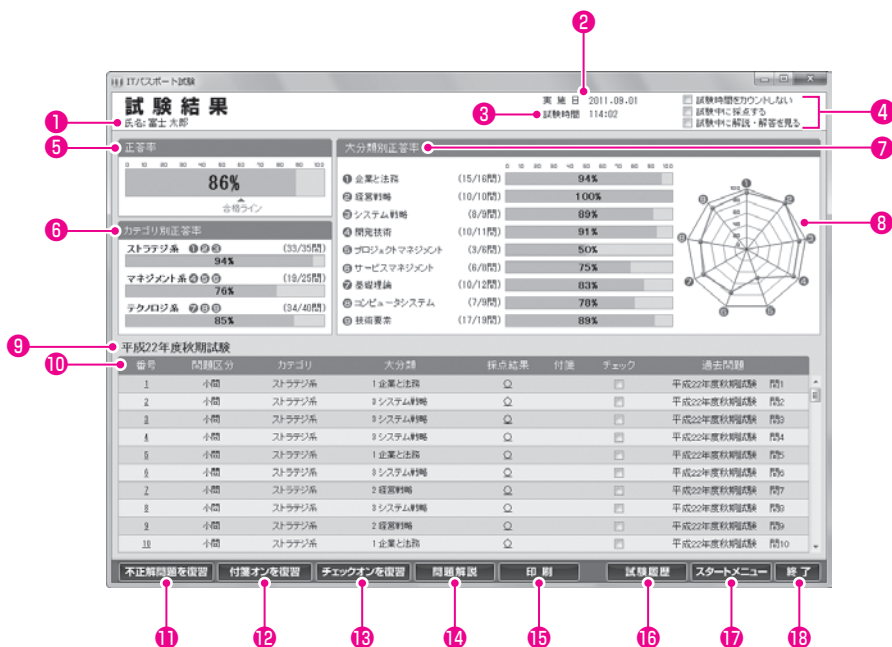 ❷
ITパスポート試験
試験結果
❶ 氏名:富士 太郎
実施日 2011.09.01
❸ 試験時間 114:02
試験時間をカウントしない
試験中に採点する
試験中に解説・解答を見る
❹
❺ 正答率
0 10 20 30 40 50 60 70 80 90 100
86%
合格ライン
❻ カテゴリ別正答率
ストラテジ系 ❶❷❸ (33/35問)
94%
マネジメント系 ❹❺❻ (19/25問)
76%
テクノロジ系 ❼❽❾ (34/40問)
85%
大分類別正答率 ❼
0 10 20 30 40 50 60 70 80 90 100
❶ 企業と法務 (15/16問) 94%
❷ 経営戦略 (10/10問) 100%
❸ システム戦略 (8/9問) 89%
❹ 開発技術 (10/11問) 91%
❺ プロジェクトマネジメント (3/6問) 50%
❻ サービスマネジメント (6/8問) 75%
❼ 基礎理論 (10/12問) 83%
❽ コンピュータシステム (7/9問) 78%
❾ 技術要素 (17/19問) 89%
❶
❷
❸
❹
❺
❻
❼
❽
❾
100
❽
❾ 平成22年度秋期試験
❿ 番号 問題区分 カテゴリ 大分類 採点結果 付箋 チェック 過去問題
1 小問 ストラテジ系 1 企業と法務 ○ 平成22年度秋期試験 問1
2 小問 ストラテジ系 3 システム戦略 ○ 平成22年度秋期試験 問2
3 小問 ストラテジ系 3 システム戦略 ○ 平成22年度秋期試験 問3
4 小問 ストラテジ系 3 システム戦略 ○ 平成22年度秋期試験 問4
5 小問 ストラテジ系 1 企業と法務 ○ 平成22年度秋期試験 問5
6 小問 ストラテジ系 3 システム戦略 ○ 平成22年度秋期試験 問6
7 小問 ストラテジ系 2 経営戦略 ○ 平成22年度秋期試験 問7
8 小問 ストラテジ系 3 システム戦略 ○ 平成22年度秋期試験 問8
9 小問 ストラテジ系 2 経営戦略 ○ 平成22年度秋期試験 問9
10 小問 ストラテジ系 1 企業と法務 ○ 平成22年度秋期試験 問10
不正解問題を復習 付箋オンを復習 チェックオンを復習 問題解説 印刷 試験履歴 スタートメニュー 終了
⓫ ⓬ ⓭ ⓮ ⓯ ⓰ ⓱ ⓲